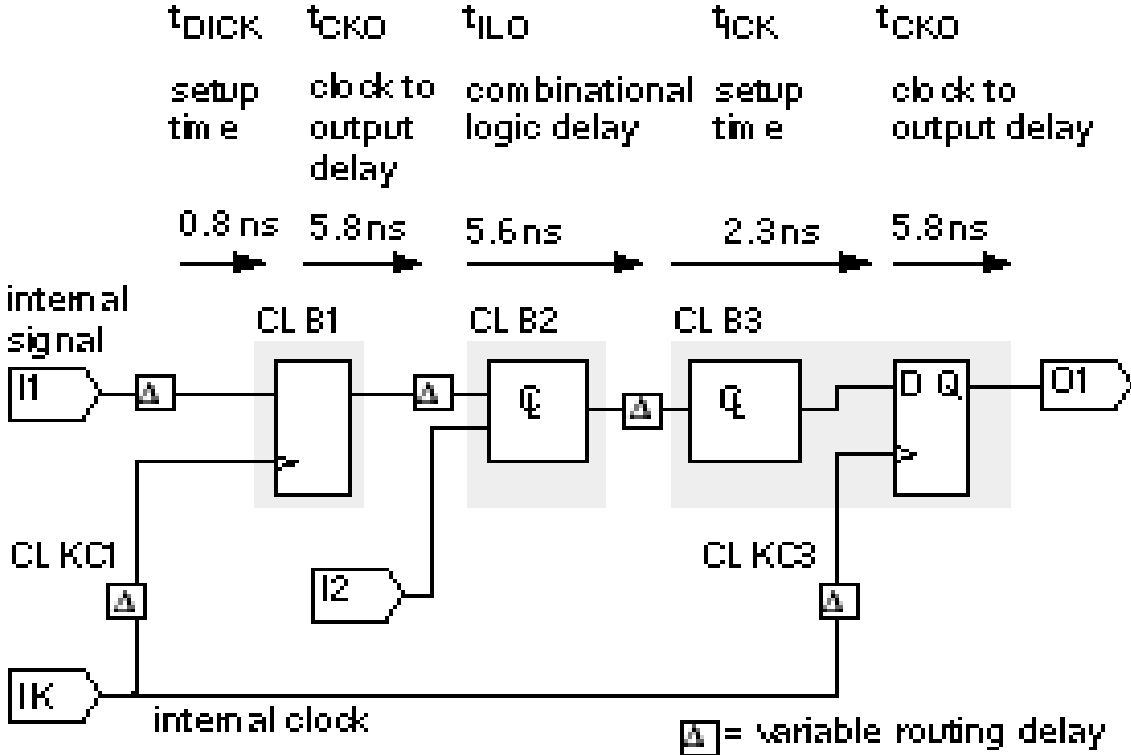 tDICK tCKO tILO tICK tCKO
setup time
clock to output delay
combinational logic delay
setup time
clock to output delay
0.8 ns 5.8 ns 5.6 ns 2.3 ns 5.8 ns
internal signal
CLB1 CLB2 CLB3
I1 Δ Δ CL Δ CL D Q O1
CLKC1 CLKC3
Δ I2 Δ
IK
internal clock
Δ = variable routing delay